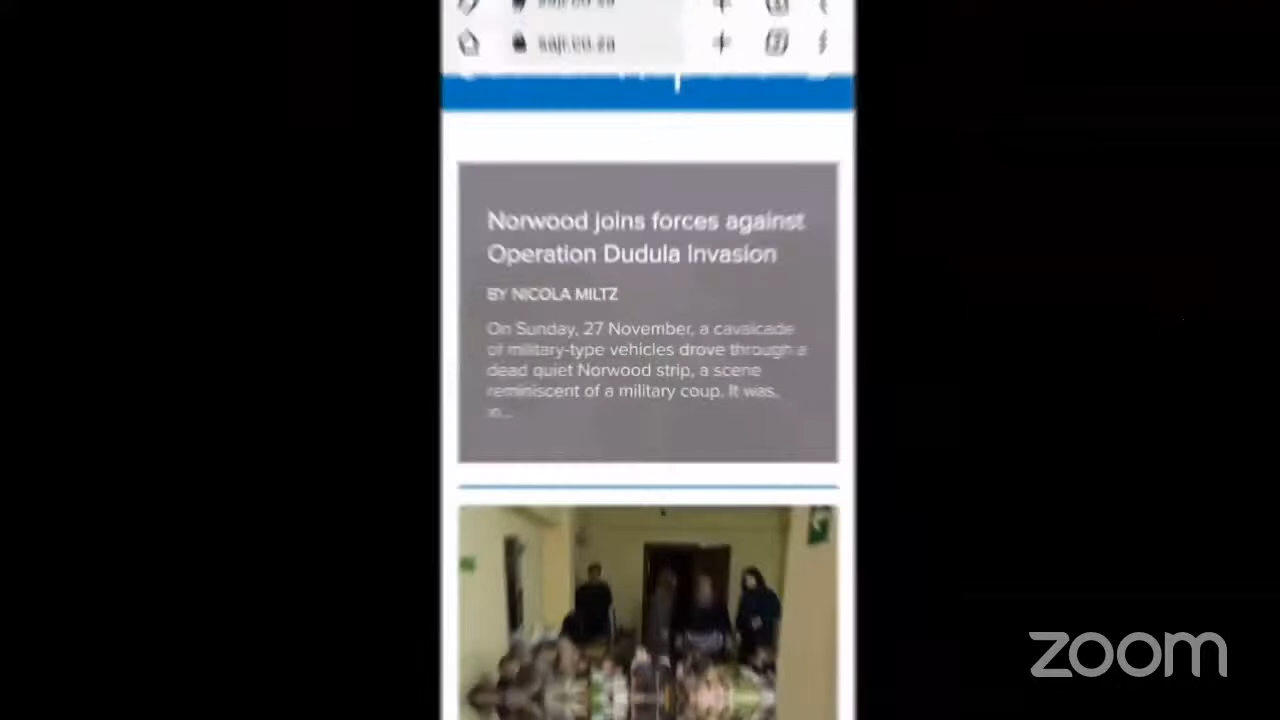 sajr.co.za
Norwood joins forces against
Operation Dudula Invasion
BY NICOLA MILTZ
On Sunday, 27 November, a cavalcade
of military-type vehicles drove through a
dead quiet Norwood strip, a scene
reminiscent of a military coup. It was,
in...
zoom